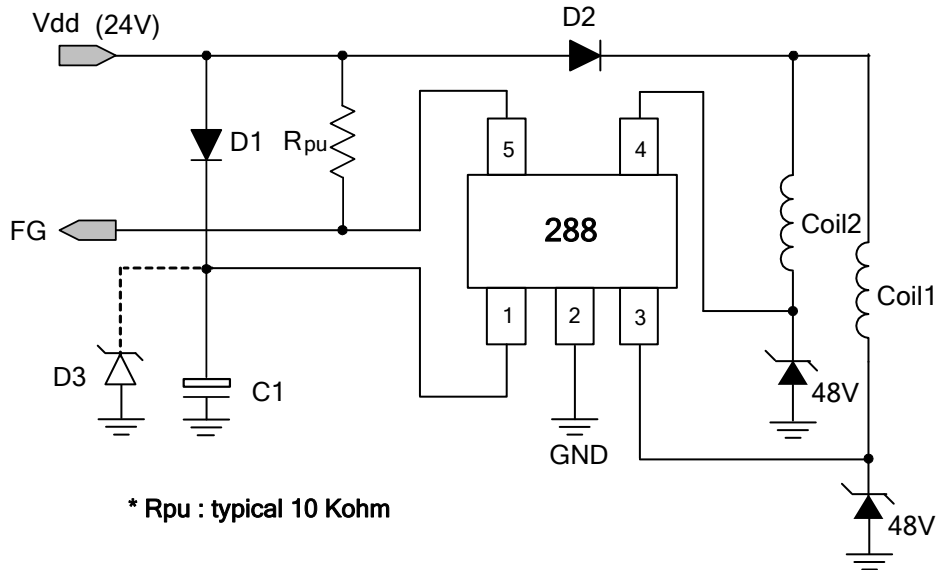 Vdd (24V)
D2
D1
Rpu
5
4
FG
288
Coil2
Coil1
1
2
3
D3
C1
48V
GND
* Rpu : typical 10 Kohm
48V